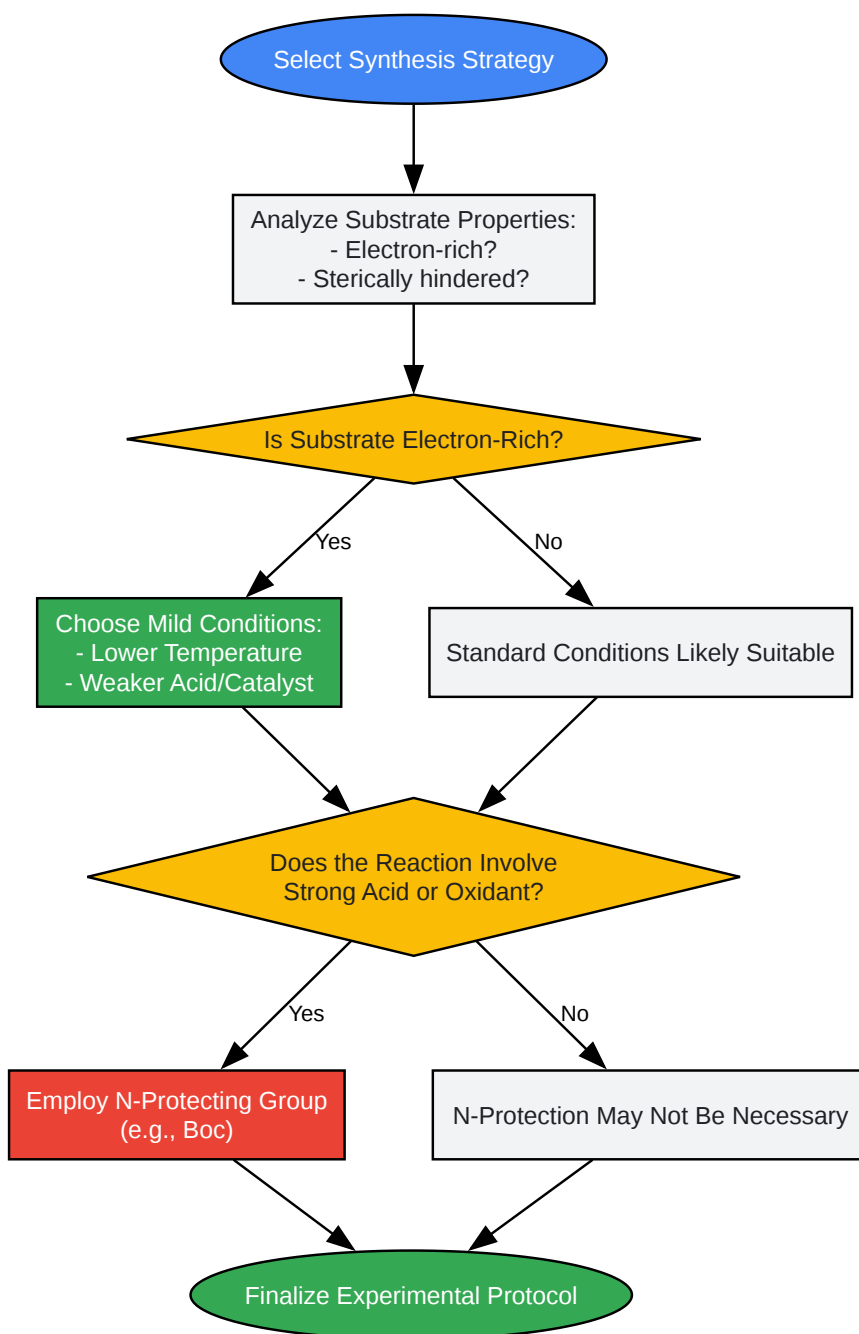 Select Synthesis Strategy
Analyze Substrate Properties:
- Electron-rich?
- Sterically hindered?
Is Substrate Electron-Rich?
Yes
No
Choose Mild Conditions:
- Lower Temperature
- Weaker Acid/Catalyst
Standard Conditions Likely Suitable
Does the Reaction Involve
Strong Acid or Oxidant?
Yes
No
Employ N-Protecting Group
(e.g., Boc)
N-Protection May Not Be Necessary
Finalize Experimental Protocol